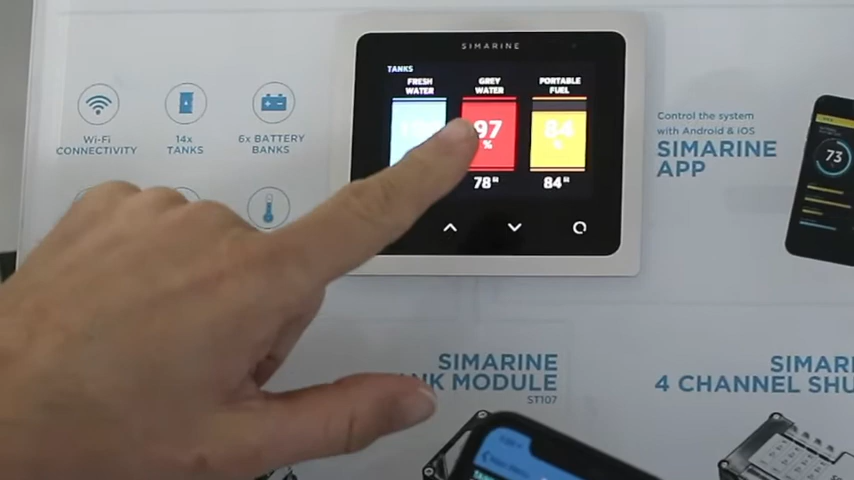 SIMARINE
TANKS
FRESH WATER
GREY WATER
PORTABLE FUEL
97
%
84
%
78
84
Wi-Fi
CONNECTIVITY
14x
TANKS
6x BATTERY
BANKS
Control the system
with Android & iOS
SIMARINE
APP
73
SIMARINE
NK MODULE
ST107
SIMAR
4 CHANNEL SHU